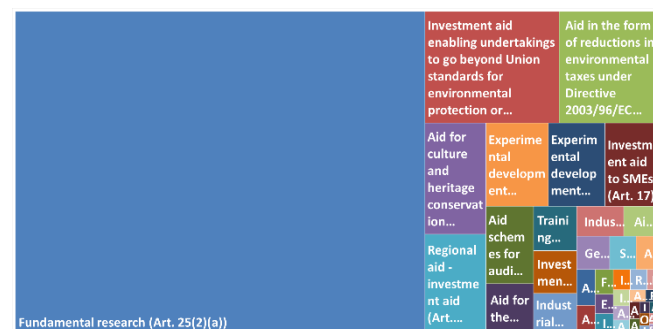 Fundamental research (Art. 25(2)(a))
Investment aid
enabling undertakings
to go beyond Union
standards for
environmental
protection or...
Aid in the form
of reductions in
environmental
taxes under
Directive
2003/96/EC...
Aid for
culture
and
heritage
conservat
ion...
Experime
ntal
developm
ent...
Experim
ental
develop
ment...
Investm
ent aid
to SMEs
(Art. 17)
Regional
aid -
investme
nt aid
(Art....
Aid
schem
es for
audi...
Aid for
the...
Traini
ng...
Invest
men...
Indust
rial...
Indus...
Ai...
Ge...
S...
A
A...
F...
I...
R...
E...
I...
A...
A...
I...
A...
A
I
O
A